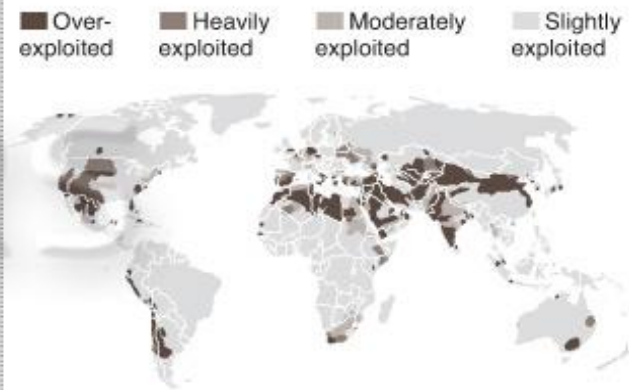 Over-
exploited
Heavily
exploited
Moderately
exploited
Slightly
exploited